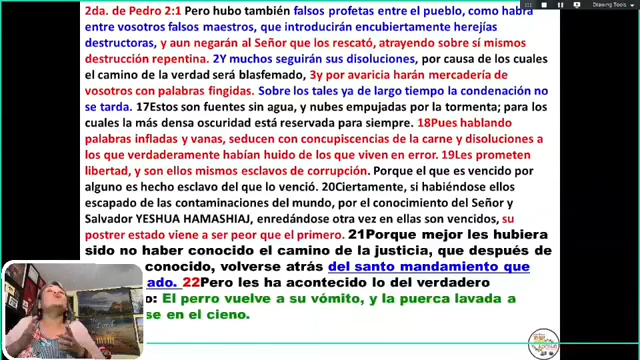 2da. de Pedro 2:1 Pero hubo también falsos profetas entre el pueblo, como habrá
entre vosotros falsos maestros, que introducirán encubiertamente herejías
destructoras, y aun negarán al Señor que los rescató, atrayendo sobre sí mismos
destrucción repentina. 2Y muchos seguirán sus disoluciones, por causa de los cuales
el camino de la verdad será blasfemado, 3y por avaricia harán mercadería de
vosotros con palabras fingidas. Sobre los tales ya de largo tiempo la condenación no
se tarda. 17Estos son fuentes sin agua, y nubes empujadas por la tormenta; para los
cuales la más densa oscuridad está reservada para siempre. 18Pues hablando
palabras infladas y vanas, seducen con concupiscencias de la carne y disoluciones a
los que verdaderamente habían huido de los que viven en error. 19Les prometen
libertad, y son ellos mismos esclavos de corrupción. Porque el que es vencido por
alguno es hecho esclavo del que lo venció. 20Ciertamente, si habiéndose ellos
escapado de las contaminaciones del mundo, por el conocimiento del Señor y
Salvador YESHUA HAMASHIAJ, enredándose otra vez en ellas son vencidos, su
postrer estado viene a ser peor que el primero. 21Porque mejor les hubiera
sido no haber conocido el camino de la justicia, que después de
conocido, volverse atrás del santo mandamiento que
ado. 22Pero les ha acontecido lo del verdadero
o: El perro vuelve a su vómito, y la puerca lavada a
se en el cieno.
Drawing Tools